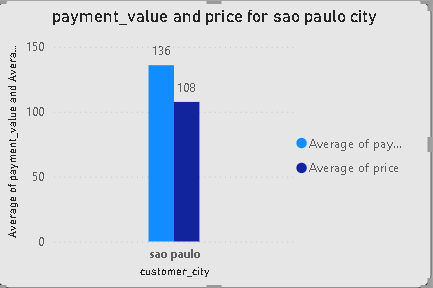 payment_value and price for sao paulo city
Average of payment_value and Avera...
150
136
108
100
50
0
sao paulo
customer_city
Average of pay...
Average of price